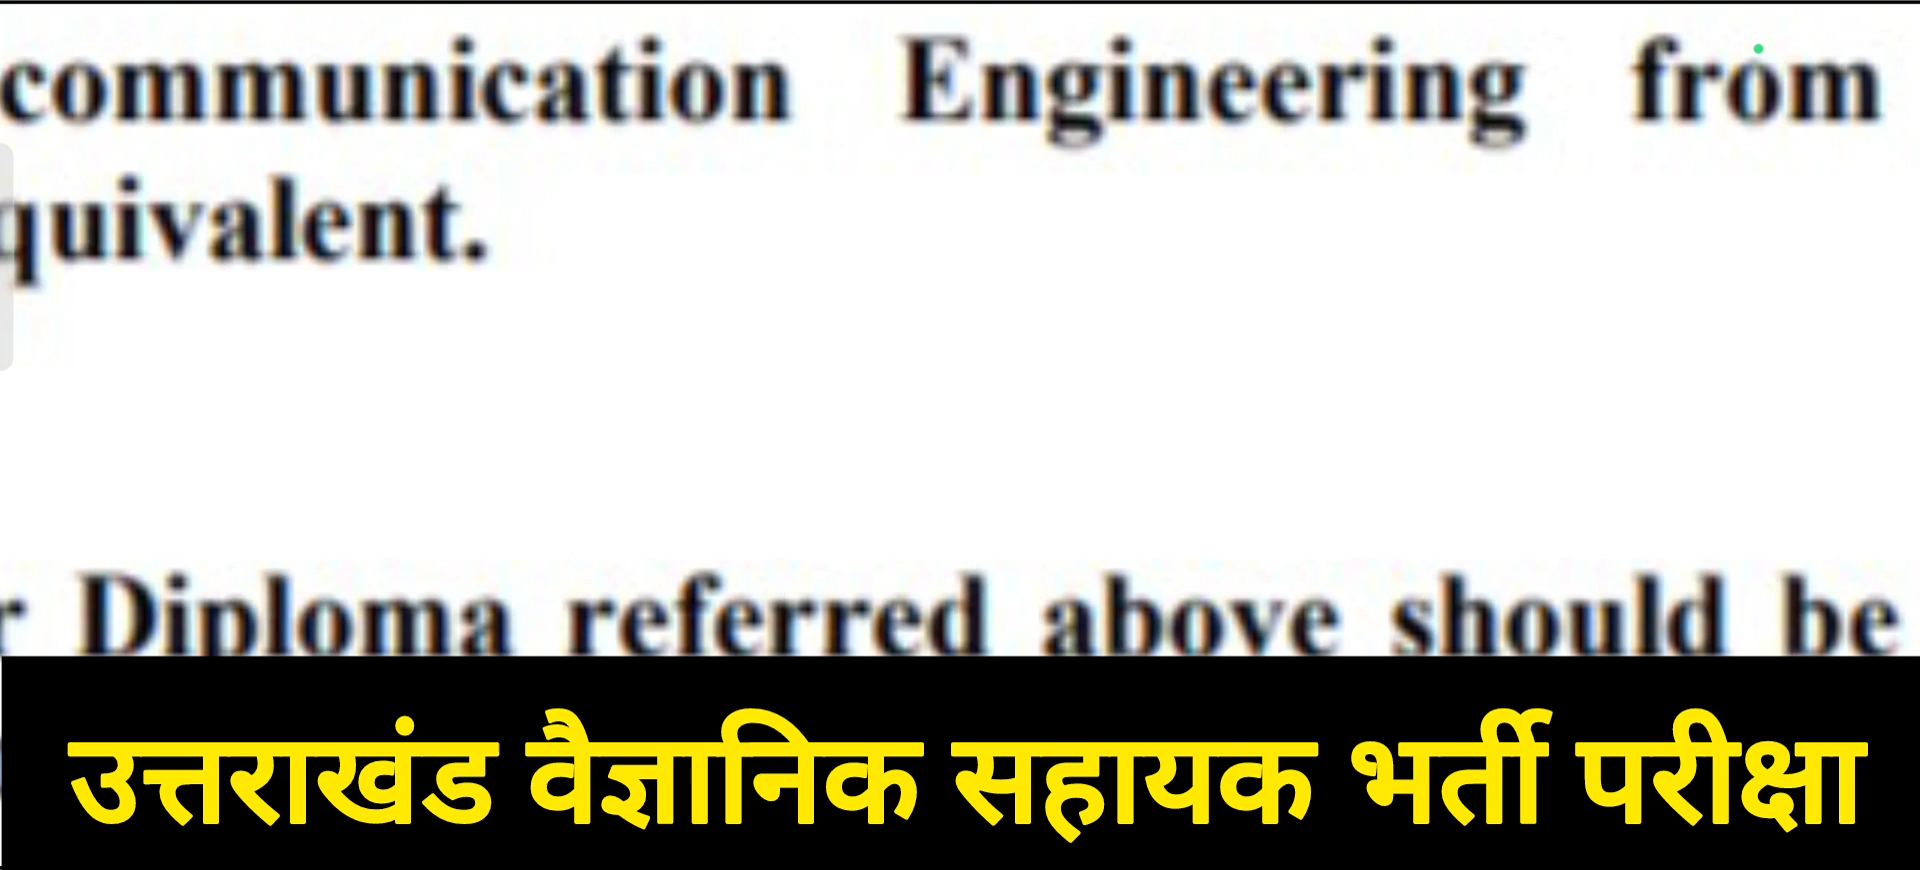 communication Engineering from
quivalent.
r Diploma referred above should be
उत्तराखंड वैज्ञानिक सहायक भर्ती परीक्षा